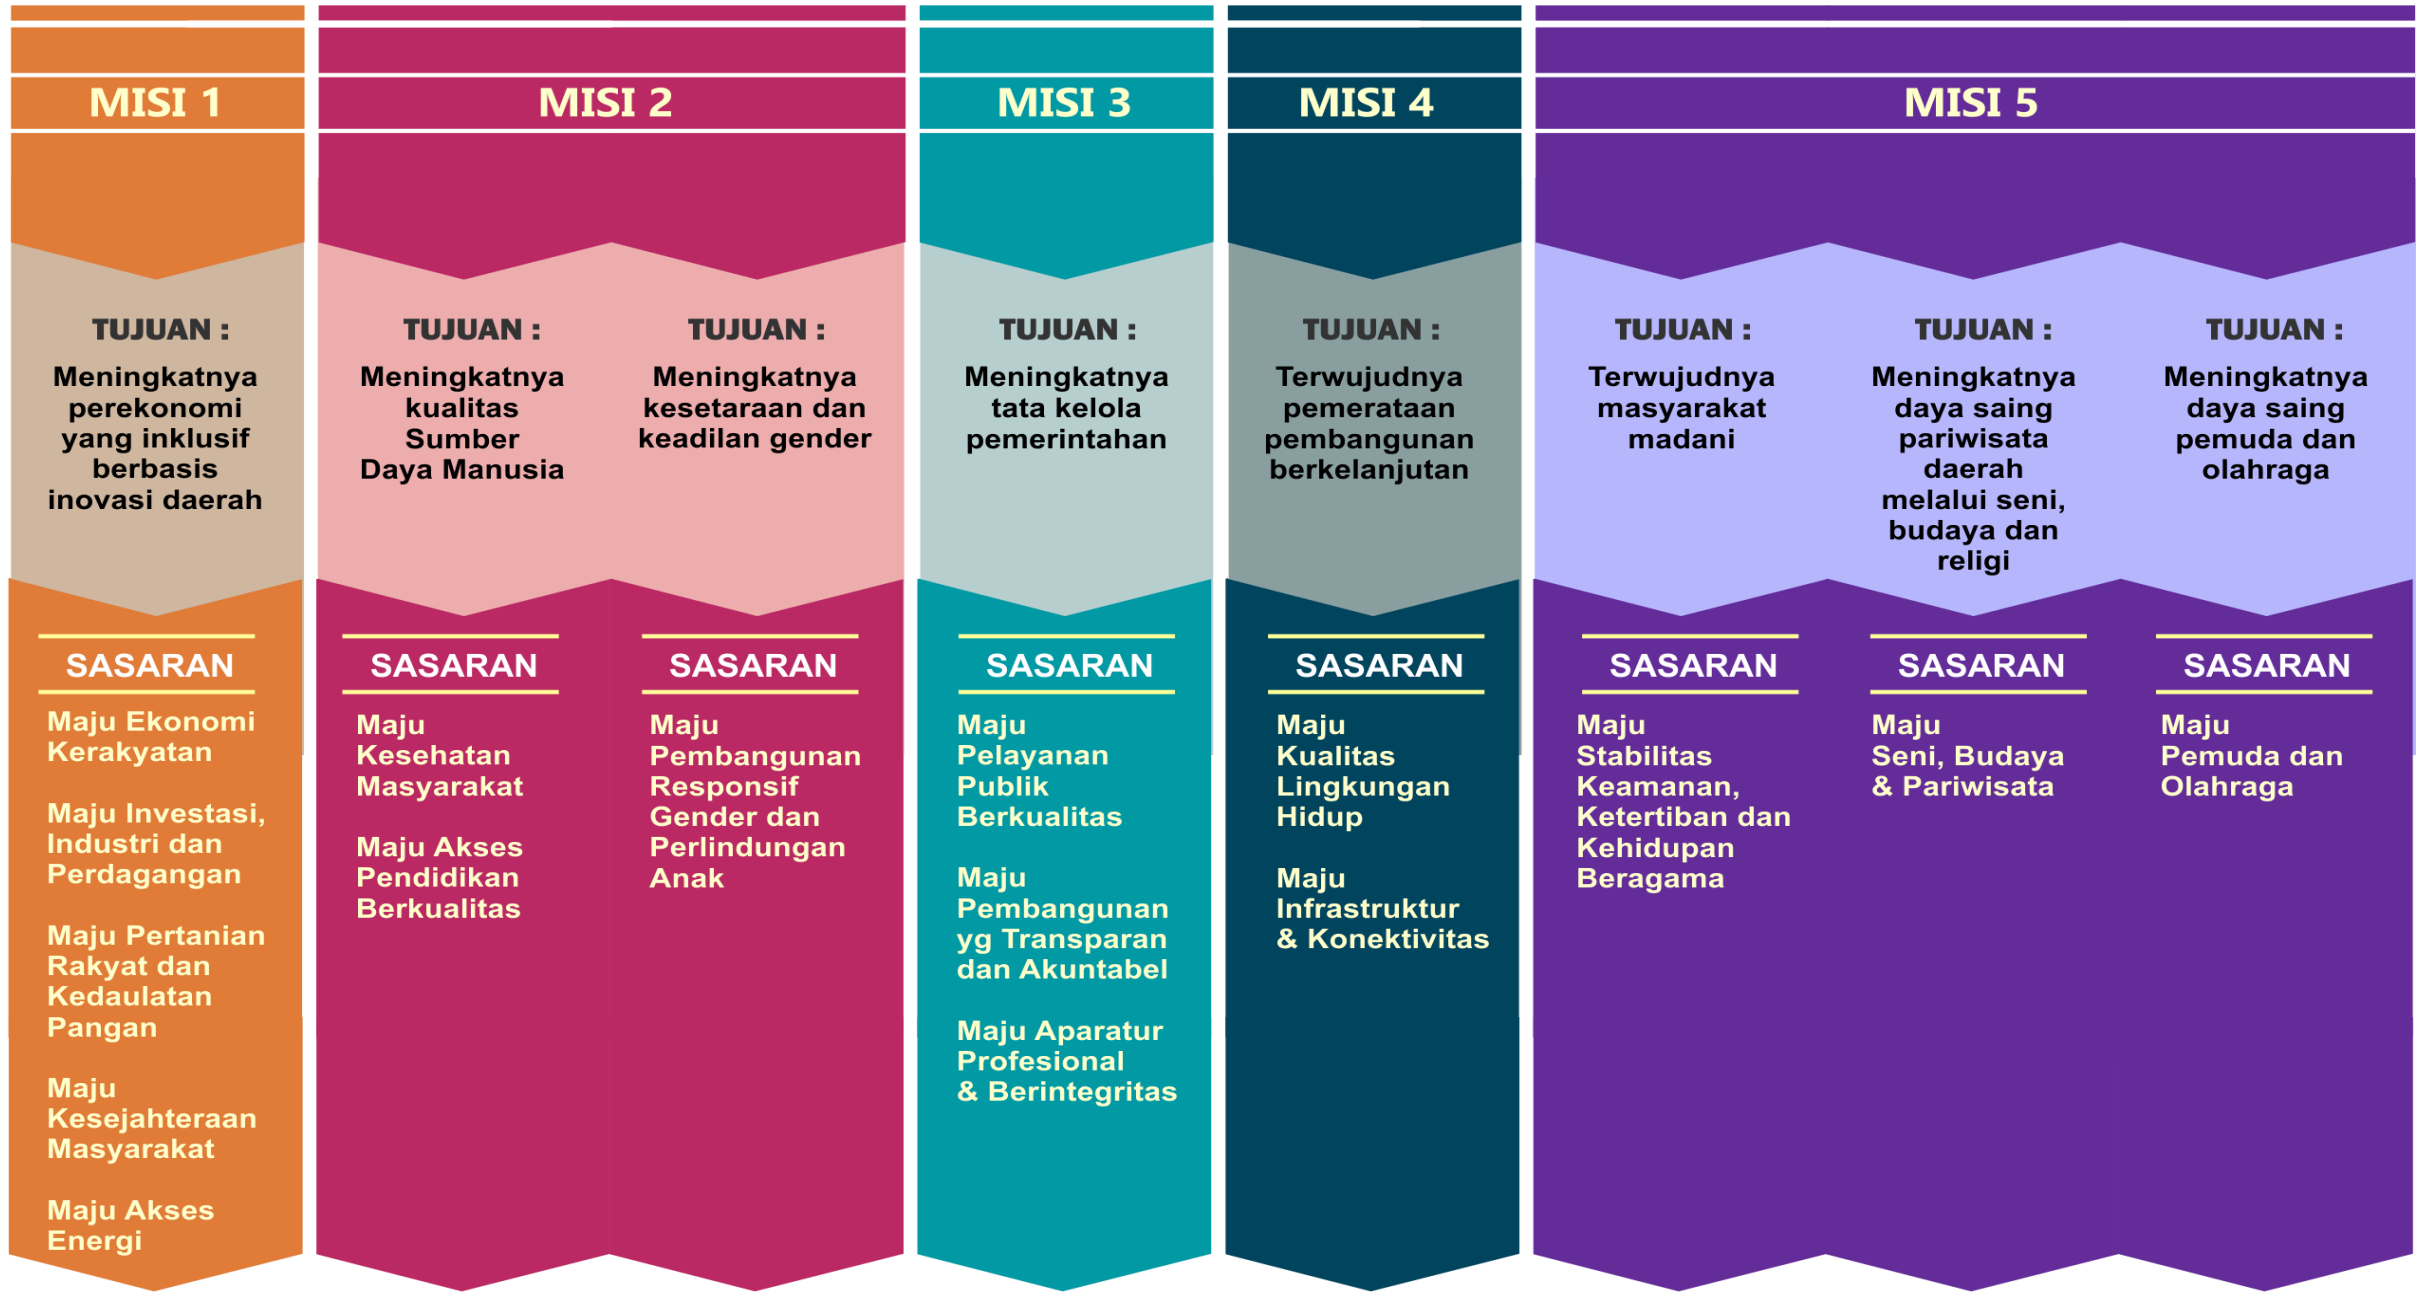 MISI 1
TUJUAN :
Meningkatnya
perekonomi
yang inklusif
berbasis
inovasi daerah
SASARAN
Maju Ekonomi
Kerakyatan
Maju Investasi,
Industri dan
Perdagangan
Maju Pertanian
Rakyat dan
Kedaulatan
Pangan
Maju
Kesejahteraan
Masyarakat
Maju Akses
Energi
MISI 2
TUJUAN :
Meningkatnya
kualitas
Sumber
Daya Manusia
SASARAN
Maju
Kesehatan
Masyarakat
Maju Akses
Pendidikan
Berkualitas
TUJUAN :
Meningkatnya
kesetaraan dan
keadilan gender
SASARAN
Maju
Pembangunan
Responsif
Gender dan
Perlindungan
Anak
MISI 3
TUJUAN :
Meningkatnya
tata kelola
pemerintahan
SASARAN
Maju
Pelayanan
Publik
Berkualitas
Maju
Pembangunan
yg Transparan
dan Akuntabel
Maju Aparatur
Profesional
& Berintegritas
MISI 4
TUJUAN :
Terwujudnya
pemerataan
pembangunan
berkelanjutan
SASARAN
Maju
Kualitas
Lingkungan
Hidup
Maju
Infrastruktur
& Konektivitas
MISI 5
TUJUAN :
Terwujudnya
masyarakat
madani
SASARAN
Maju
Stabilitas
Keamanan,
Ketertiban dan
Kehidupan
Beragama
TUJUAN :
Meningkatnya
daya saing
pariwisata
daerah
melalui seni,
budaya dan
religi
SASARAN
Maju
Seni, Budaya
& Pariwisata
TUJUAN :
Meningkatnya
daya saing
pemuda dan
olahraga
SASARAN
Maju
Pemuda dan
Olahraga